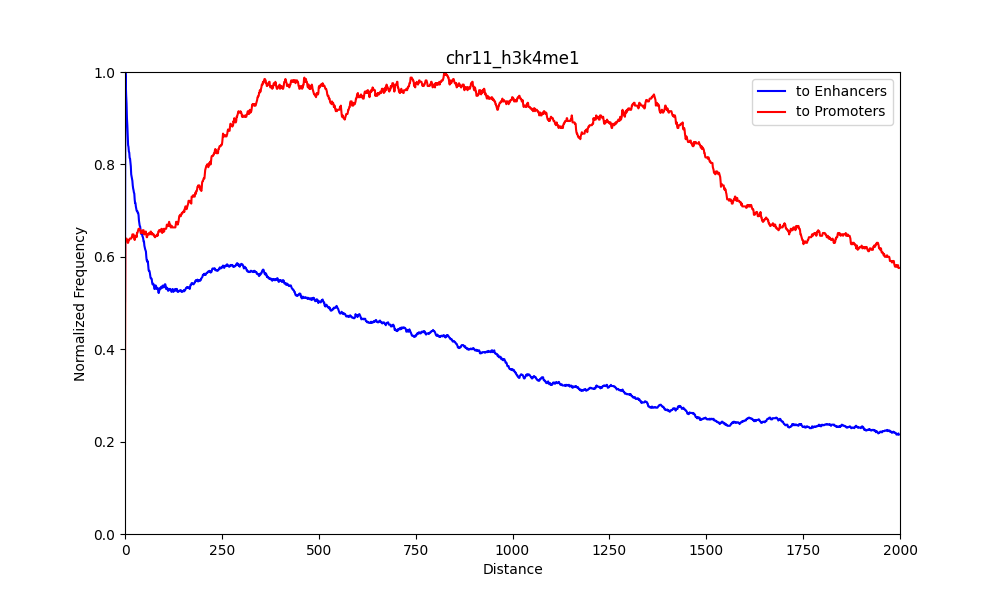 chr11_h3k4me1
to Enhancers
to Promoters
1.0
0.8
0.6
0.4
0.2
0.0
Normalized Frequency
0 250 500 750 1000 1250 1500 1750 2000
Distance